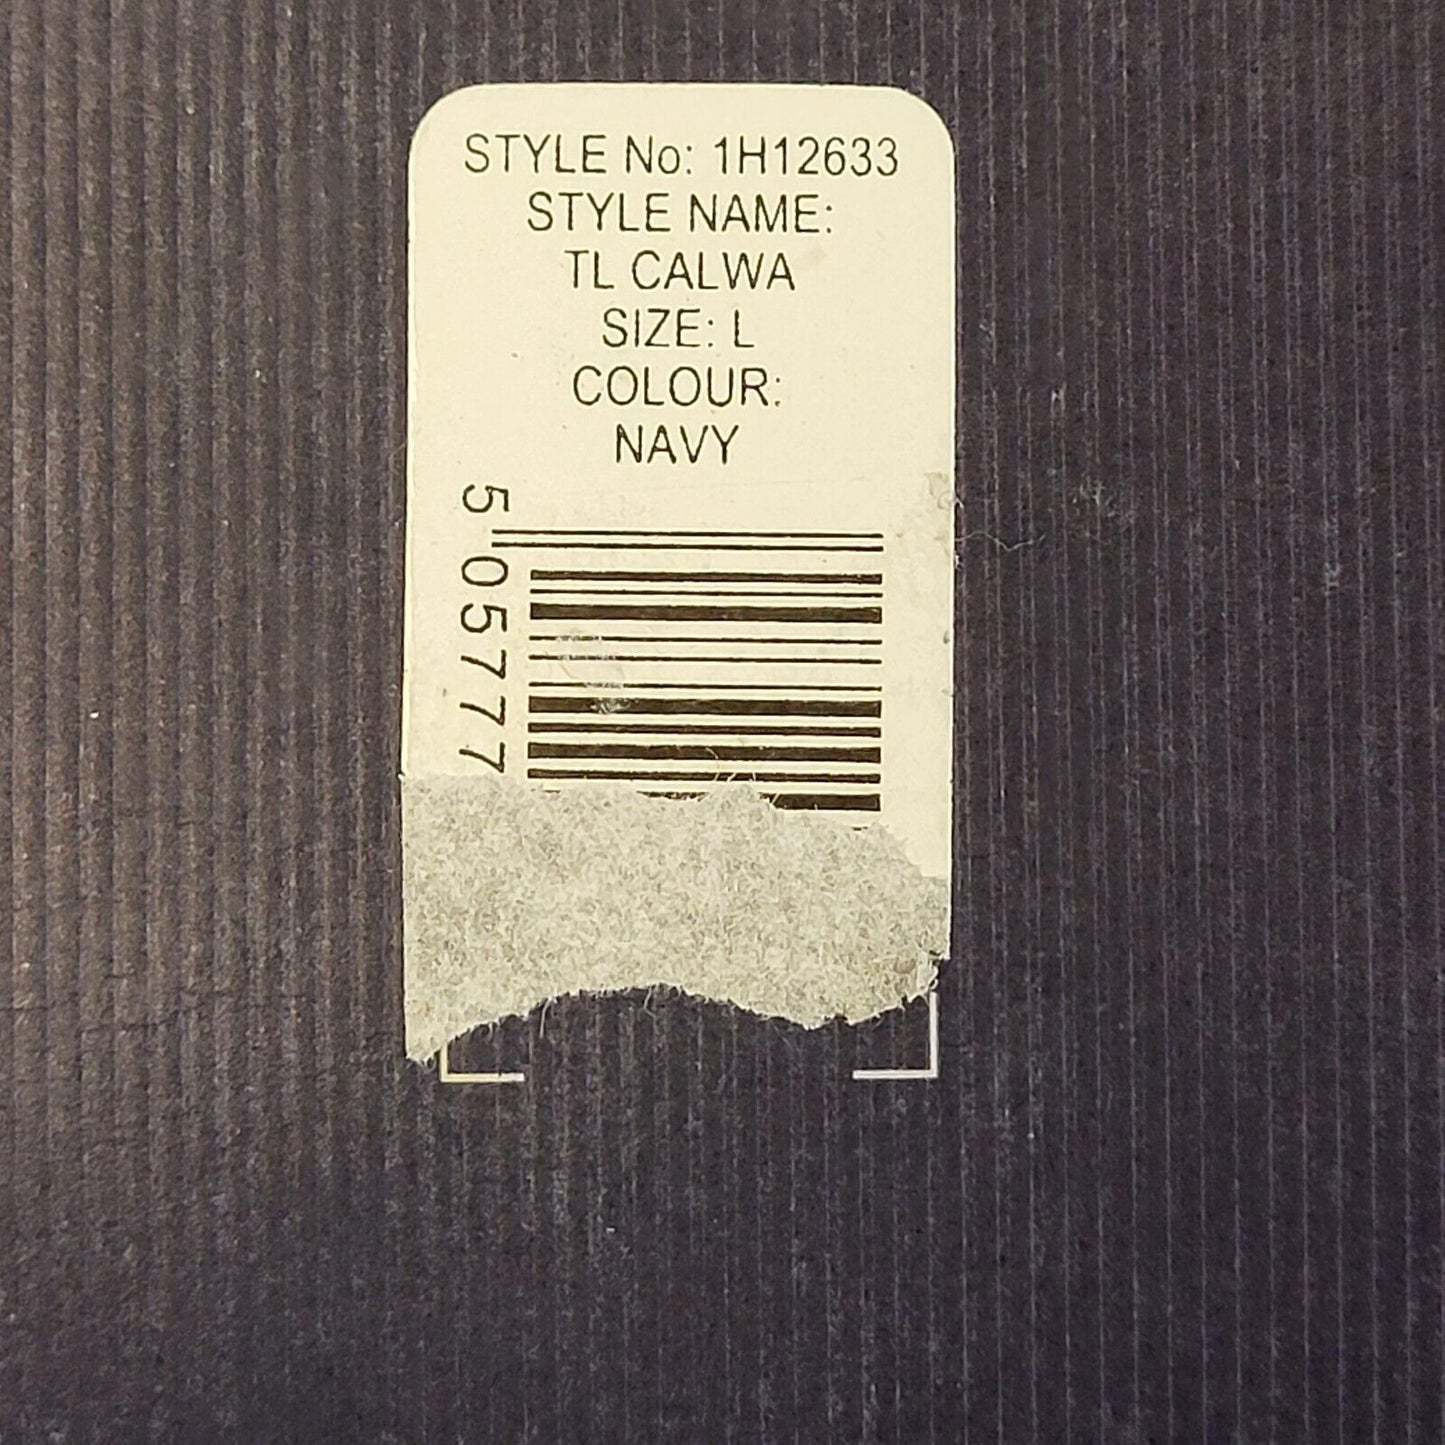 STYLE No: 1H12633
STYLE NAME:
TL CALWA
SIZE: L
COLOUR:
NAVY
5 05777